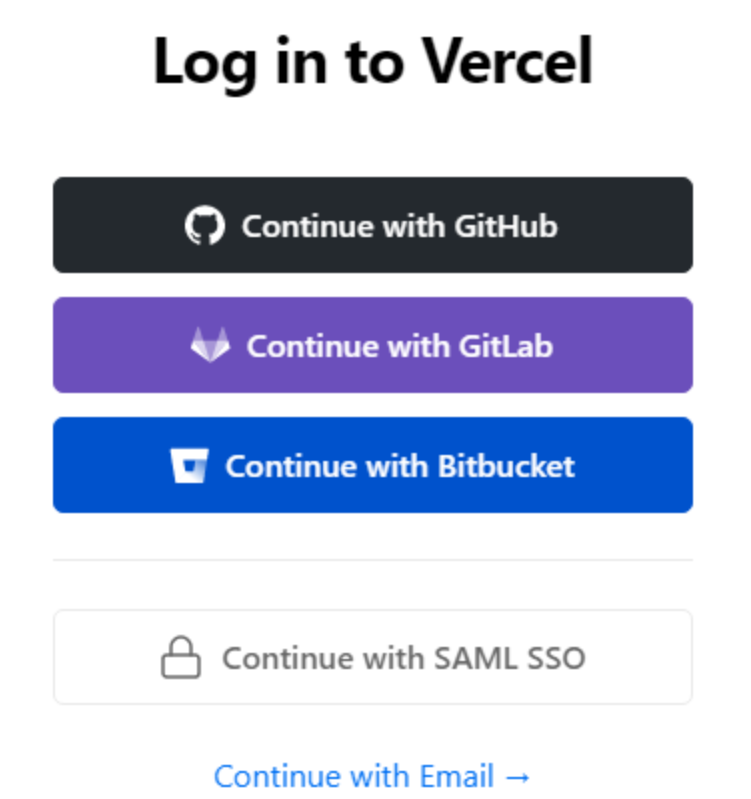 Log in to Vercel
Continue with GitHub
Continue with GitLab
Continue with Bitbucket
Continue with SAML SSO
Continue with Email →